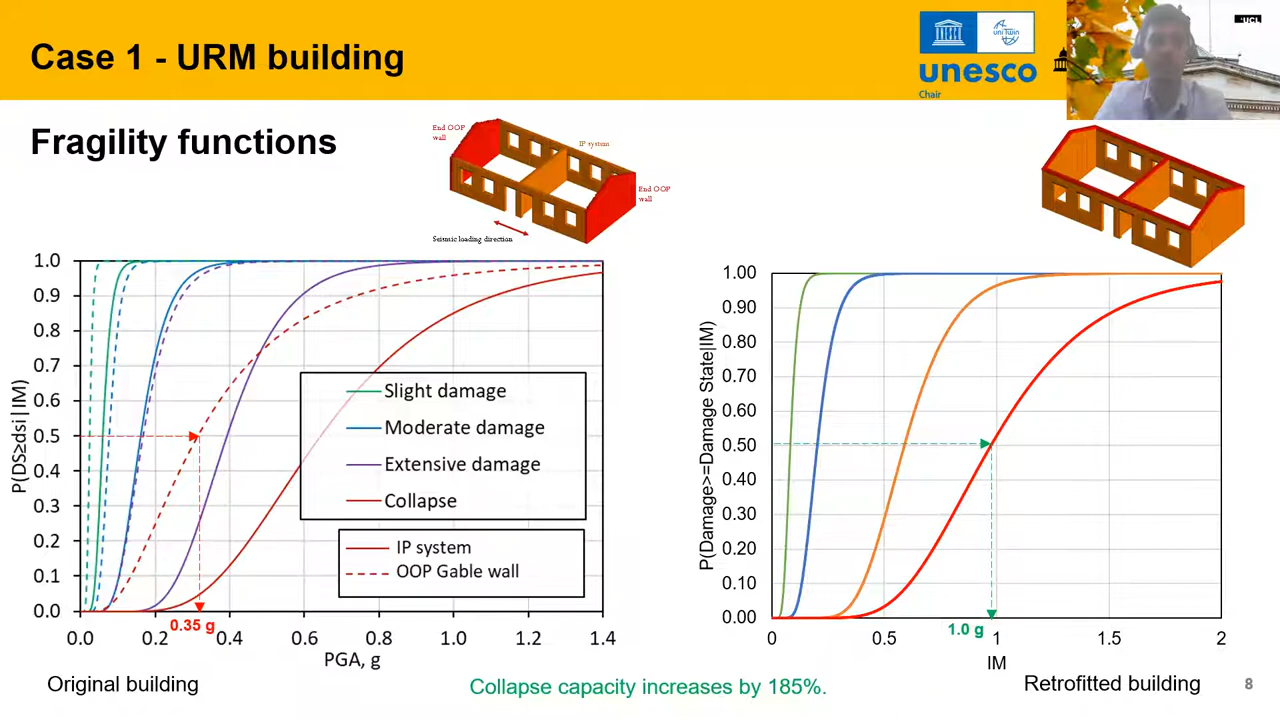 Case 1 - URM building
uniTwin
unesco
Chair
UCL
Fragility functions
End OOP
wall
IP system
End OOP
wall
Seismic loading direction
P(DS≥dsi|IM)
1.0
0.9
0.8
0.7
0.6
0.5
0.4
0.3
0.2
0.1
0.0
Slight damage
Moderate damage
Extensive damage
Collapse
IP system
OOP Gable wall
0.35 g
0.0 0.2 0.4 0.6 0.8 1.0 1.2 1.4
PGA, g
Original building
P(Damage>=Damage State|IM)
1.00
0.90
0.80
0.70
0.60
0.50
0.40
0.30
0.20
0.10
0.00
1.0 g
0 0.5 1 1.5 2
IM
Retrofitted building
Collapse capacity increases by 185%.
8